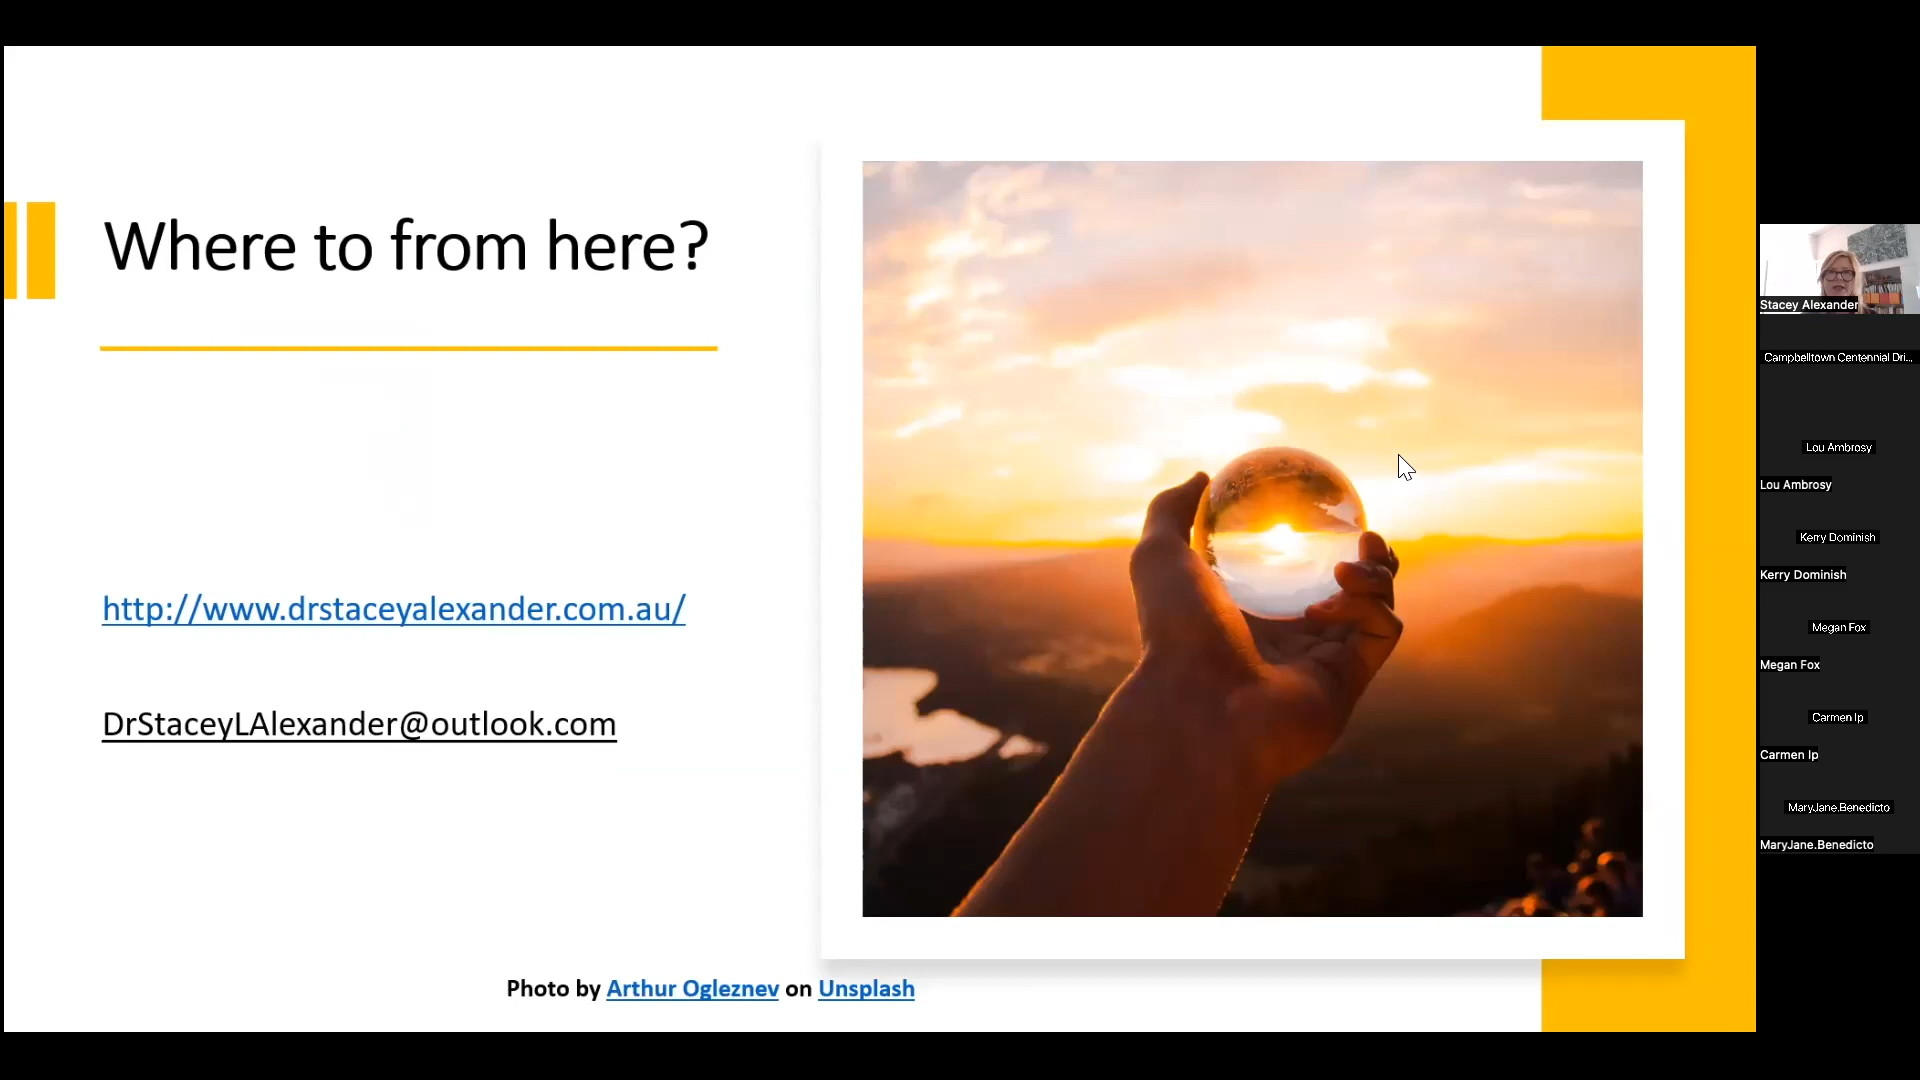 Where to from here?
http://www.drstaceyalexander.com.au/
DrStaceyLAlexander@outlook.com
Photo by Arthur Ogleznev on Unsplash
Stacey Alexander
Campbelltown Centennial Dri...
Lou Ambrosy
Lou Ambrosy
Kerry Dominish
Kerry Dominish
Megan Fox
Megan Fox
Carmen Ip
Carmen Ip
MaryJane.Benedicto
MaryJane.Benedicto